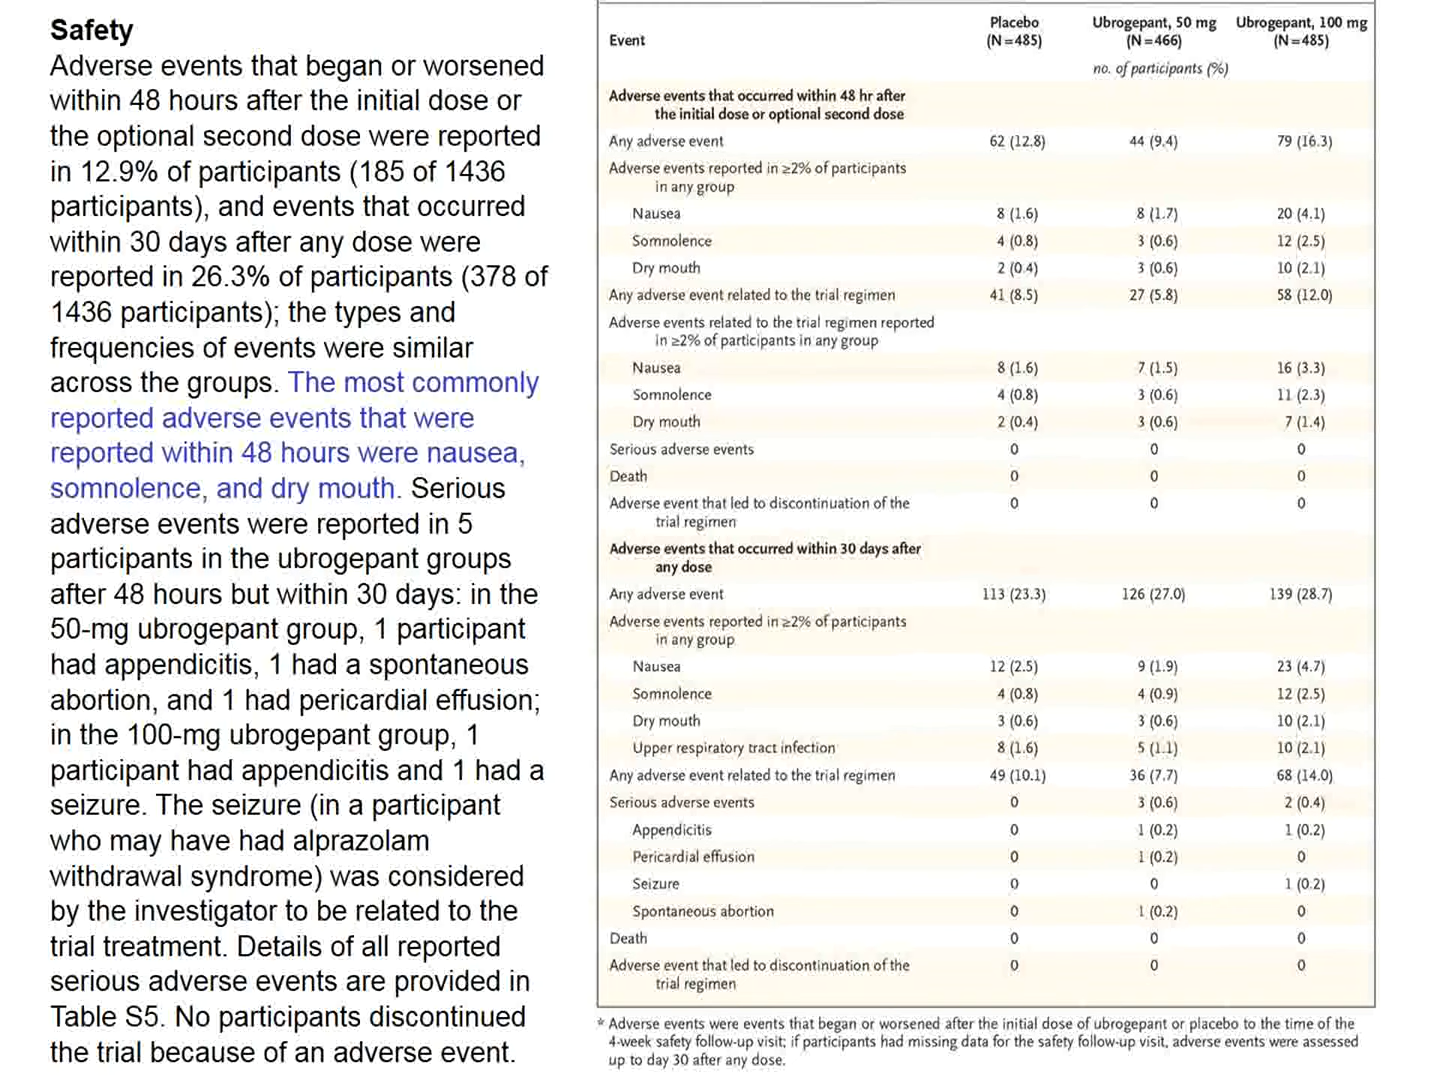 Safety
Adverse events that began or worsened
within 48 hours after the initial dose or
the optional second dose were reported
in 12.9% of participants (185 of 1436
participants), and events that occurred
within 30 days after any dose were
reported in 26.3% of participants (378 of
1436 participants); the types and
frequencies of events were similar
across the groups. The most commonly
reported adverse events that were
reported within 48 hours were nausea,
somnolence, and dry mouth. Serious
adverse events were reported in 5
participants in the ubrogepant groups
after 48 hours but within 30 days: in the
50-mg ubrogepant group, 1 participant
had appendicitis, 1 had a spontaneous
abortion, and 1 had pericardial effusion;
in the 100-mg ubrogepant group, 1
participant had appendicitis and 1 had a
seizure. The seizure (in a participant
who may have had alprazolam
withdrawal syndrome) was considered
by the investigator to be related to the
trial treatment. Details of all reported
serious adverse events are provided in
Table S5. No participants discontinued
the trial because of an adverse event.
Event Placebo (N=485) Ubrogepant, 50 mg (N=466) Ubrogepant, 100 mg (N=485)
no. of participants (%)
Adverse events that occurred within 48 hr after
the initial dose or optional second dose
Any adverse event 62 (12.8) 44 (9.4) 79 (16.3)
Adverse events reported in ≥2% of participants
in any group
Nausea 8 (1.6) 8 (1.7) 20 (4.1)
Somnolence 4 (0.8) 3 (0.6) 12 (2.5)
Dry mouth 2 (0.4) 3 (0.6) 10 (2.1)
Any adverse event related to the trial regimen 41 (8.5) 27 (5.8) 58 (12.0)
Adverse events related to the trial regimen reported
in ≥2% of participants in any group
Nausea 8 (1.6) 7 (1.5) 16 (3.3)
Somnolence 4 (0.8) 3 (0.6) 11 (2.3)
Dry mouth 2 (0.4) 3 (0.6) 7 (1.4)
Serious adverse events 0 0 0
Death 0 0 0
Adverse event that led to discontinuation of the 0 0 0
trial regimen
Adverse events that occurred within 30 days after
any dose
Any adverse event 113 (23.3) 126 (27.0) 139 (28.7)
Adverse events reported in ≥2% of participants
in any group
Nausea 12 (2.5) 9 (1.9) 23 (4.7)
Somnolence 4 (0.8) 4 (0.9) 12 (2.5)
Dry mouth 3 (0.6) 3 (0.6) 10 (2.1)
Upper respiratory tract infection 8 (1.6) 5 (1.1) 10 (2.1)
Any adverse event related to the trial regimen 49 (10.1) 36 (7.7) 68 (14.0)
Serious adverse events 0 3 (0.6) 2 (0.4)
Appendicitis 0 1 (0.2) 1 (0.2)
Pericardial effusion 0 1 (0.2) 0
Seizure 0 0 1 (0.2)
Spontaneous abortion 0 1 (0.2) 0
Death 0 0 0
Adverse event that led to discontinuation of the 0 0 0
trial regimen
* Adverse events were events that began or worsened after the initial dose of ubrogepant or placebo to the time of the
4-week safety follow-up visit; if participants had missing data for the safety follow-up visit, adverse events were assessed
up to day 30 after any dose.